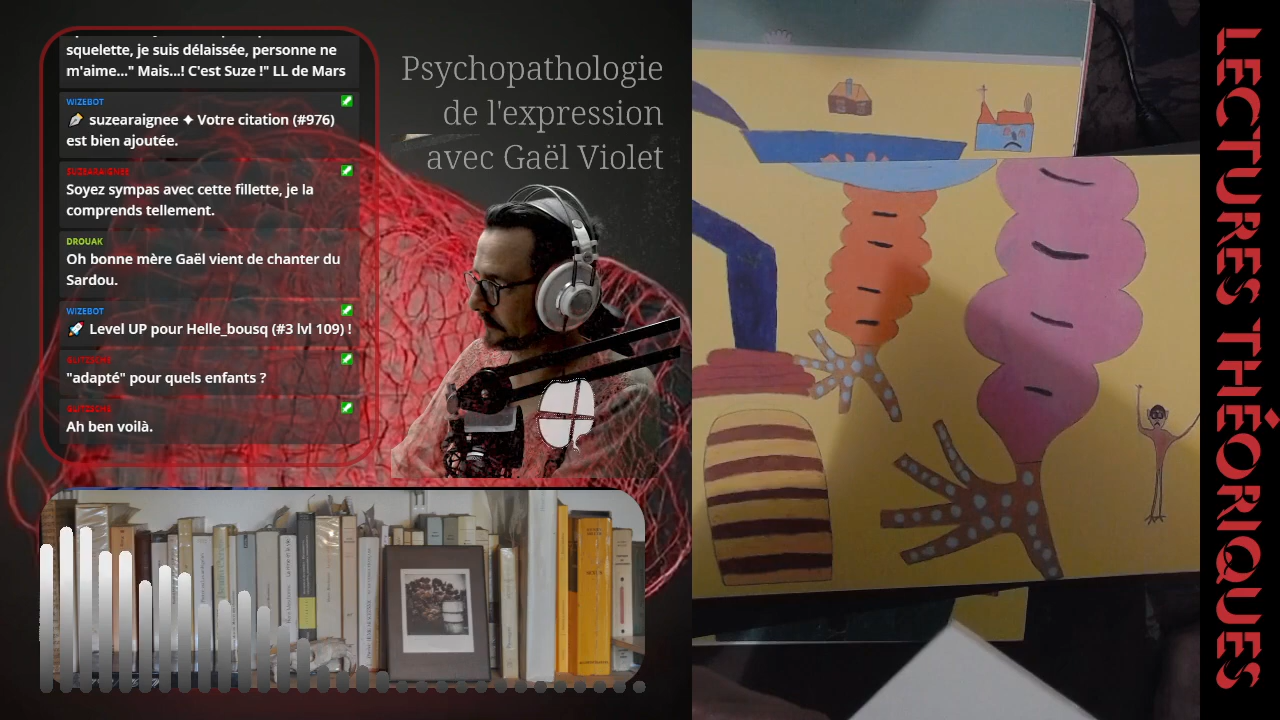 squelette, je suis délaissée, personne ne
m'aime..." Mais...! C'est Suze !" LL de Mars
WIZEBOT
suzearaignee ✦ Votre citation (#976)
est bien ajoutée.
SUZEARAIGNEE
Soyez sympas avec cette fillette, je la
comprends tellement.
DROUAK
Oh bonne mère Gaël vient de chanter du
Sardou.
WIZEBOT
Level UP pour Helle_bousq (#3 lvl 109) !
GLITZSCHE
"adapté" pour quels enfants ?
GLITZSCHE
Ah ben voilà.
Psychopathologie
de l'expression
avec Gaël Violet
LECTURES THÉORIQUES